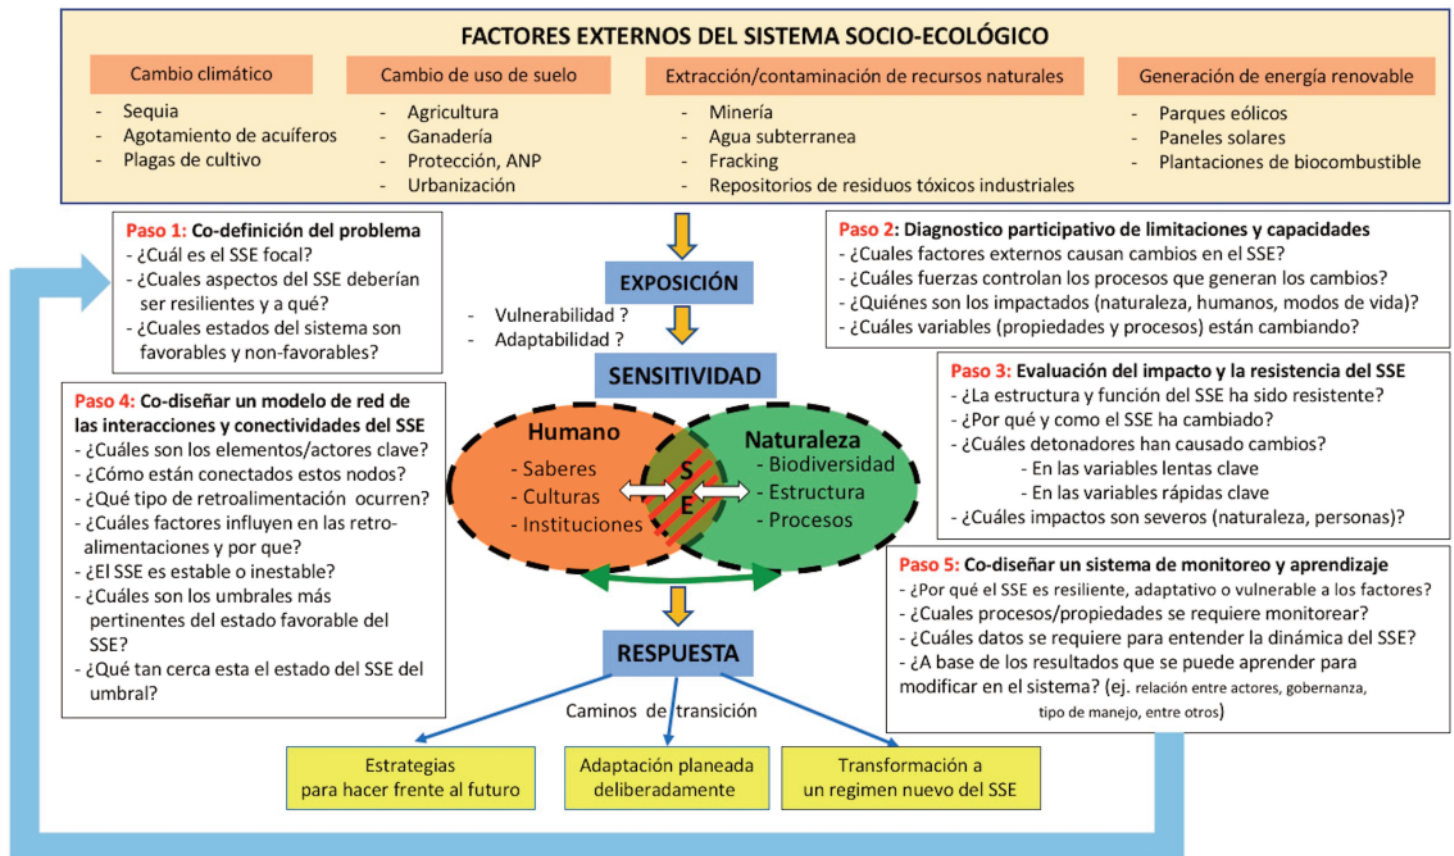 FACTORES EXTERNOS DEL SISTEMA SOCIO-ECOLÓGICO
Cambio climático
- Sequia
- Agotamiento de acuíferos
- Plagas de cultivo
Cambio de uso de suelo
- Agricultura
- Ganadería
- Protección, ANP
- Urbanización
Extracción/contaminación de recursos naturales
- Minería
- Agua subterranea
- Fracking
- Repositorios de residuos tóxicos industriales
Generación de energía renovable
- Parques eólicos
- Paneles solares
- Plantaciones de biocombustible
Paso 1: Co-definición del problema
- ¿Cuál es el SSE focal?
- ¿Cuales aspectos del SSE deberían
ser resilientes y a qué?
- ¿Cuales estados del sistema son
favorables y non-favorables?
EXPOSICIÓN
- Vulnerabilidad ?
- Adaptabilidad ?
SENSITIVIDAD
Paso 2: Diagnostico participativo de limitaciones y capacidades
- ¿Cuales factores externos causan cambios en el SSE?
- ¿Cuáles fuerzas controlan los procesos que generan los cambios?
- ¿Quiénes son los impactados (naturaleza, humanos, modos de vida)?
- ¿Cuáles variables (propiedades y procesos) están cambiando?
Paso 3: Evaluación del impacto y la resistencia del SSE
- ¿La estructura y función del SSE ha sido resistente?
- ¿Por qué y como el SSE ha cambiado?
- ¿Cuáles detonadores han causado cambios?
- En las variables lentas clave
- En las variables rápidas clave
- ¿Cuáles impactos son severos (naturaleza, personas)?
Paso 4: Co-diseñar un modelo de red de
las interacciones y conectividades del SSE
- ¿Cuáles son los elementos/actores clave?
- ¿Cómo están conectados estos nodos?
- ¿Qué tipo de retroalimentación ocurren?
- ¿Cuáles factores influyen en las retro-
alimentaciones y por que?
- ¿El SSE es estable o inestable?
- ¿Cuáles son los umbrales más
pertinentes del estado favorable del
SSE?
- ¿Qué tan cerca esta el estado del SSE del
umbral?
Humano
- Saberes
- Culturas
- Instituciones
S
E
Naturaleza
- Biodiversidad
- Estructura
- Procesos
Paso 5: Co-diseñar un sistema de monitoreo y aprendizaje
- ¿Por qué el SSE es resiliente, adaptativo o vulnerable a los factores?
- ¿Cuales procesos/propiedades se requiere monitorear?
- ¿Cuáles datos se requiere para entender la dinámica del SSE?
- ¿A base de los resultados que se puede aprender para
modificar en el sistema? (ej. relación entre actores, gobernanza,
tipo de manejo, entre otros)
RESPUESTA
Caminos de transición
Estrategias
para hacer frente al futuro
Adaptación planeada
deliberadamente
Transformación a
un regimen nuevo del SSE